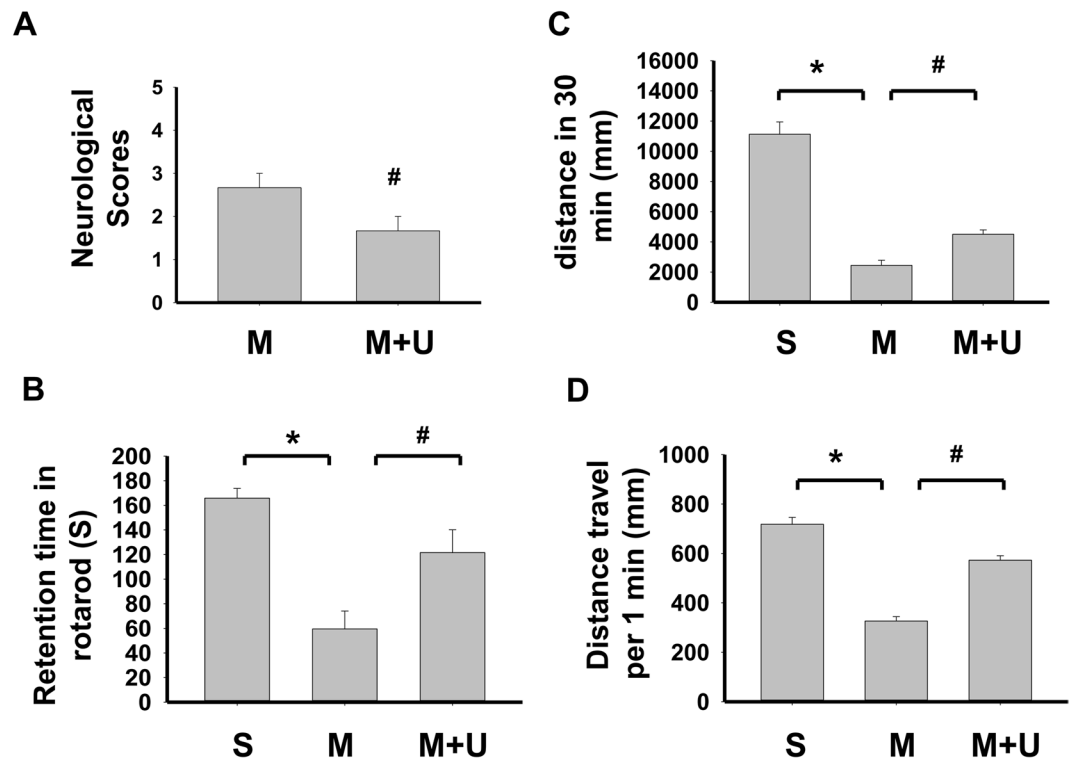 A
Neurological
Scores
5
4
3
2
1
0
#
M M+U
B
Retention time in
rotarod (S)
200
180
160
140
120
100
80
60
40
20
0
* #
S M M+U
C
distance in 30
min (mm)
16000
14000
12000
10000
8000
6000
4000
2000
0
* #
S M M+U
D
Distance travel
per 1 min (mm)
1000
800
600
400
200
0
* #
S M M+U